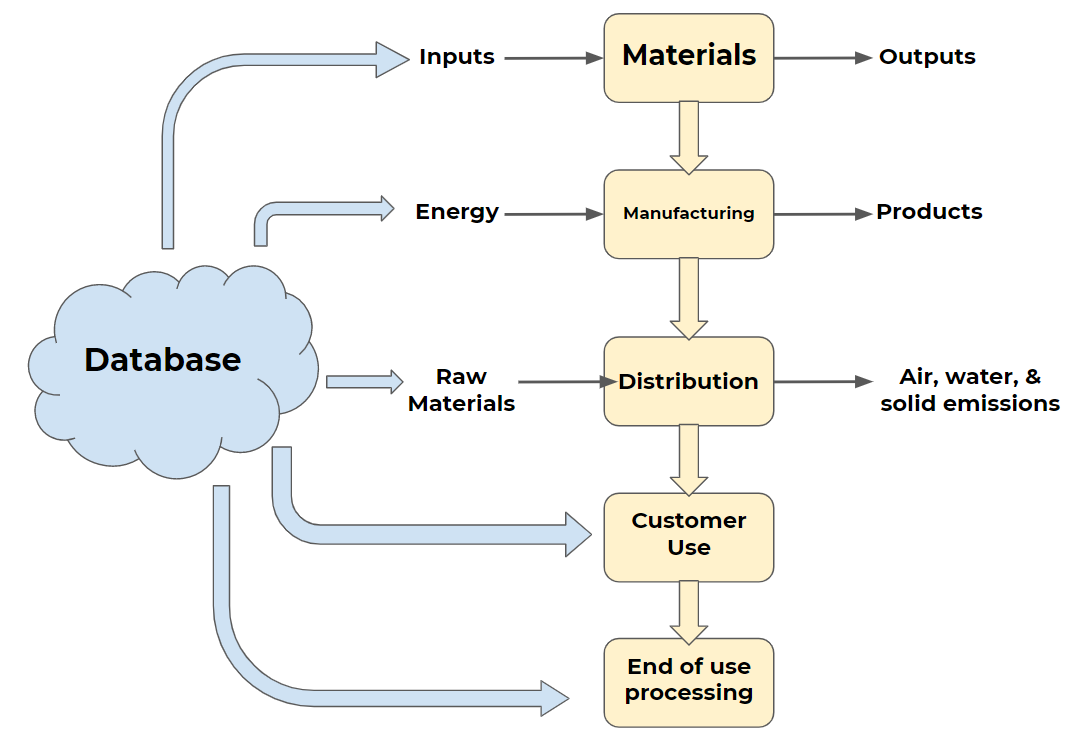 Inputs
Materials
Outputs
Energy
Manufacturing
Products
Database
Raw
Materials
Distribution
Air, water, &
solid emissions
Customer
Use
End of use
processing